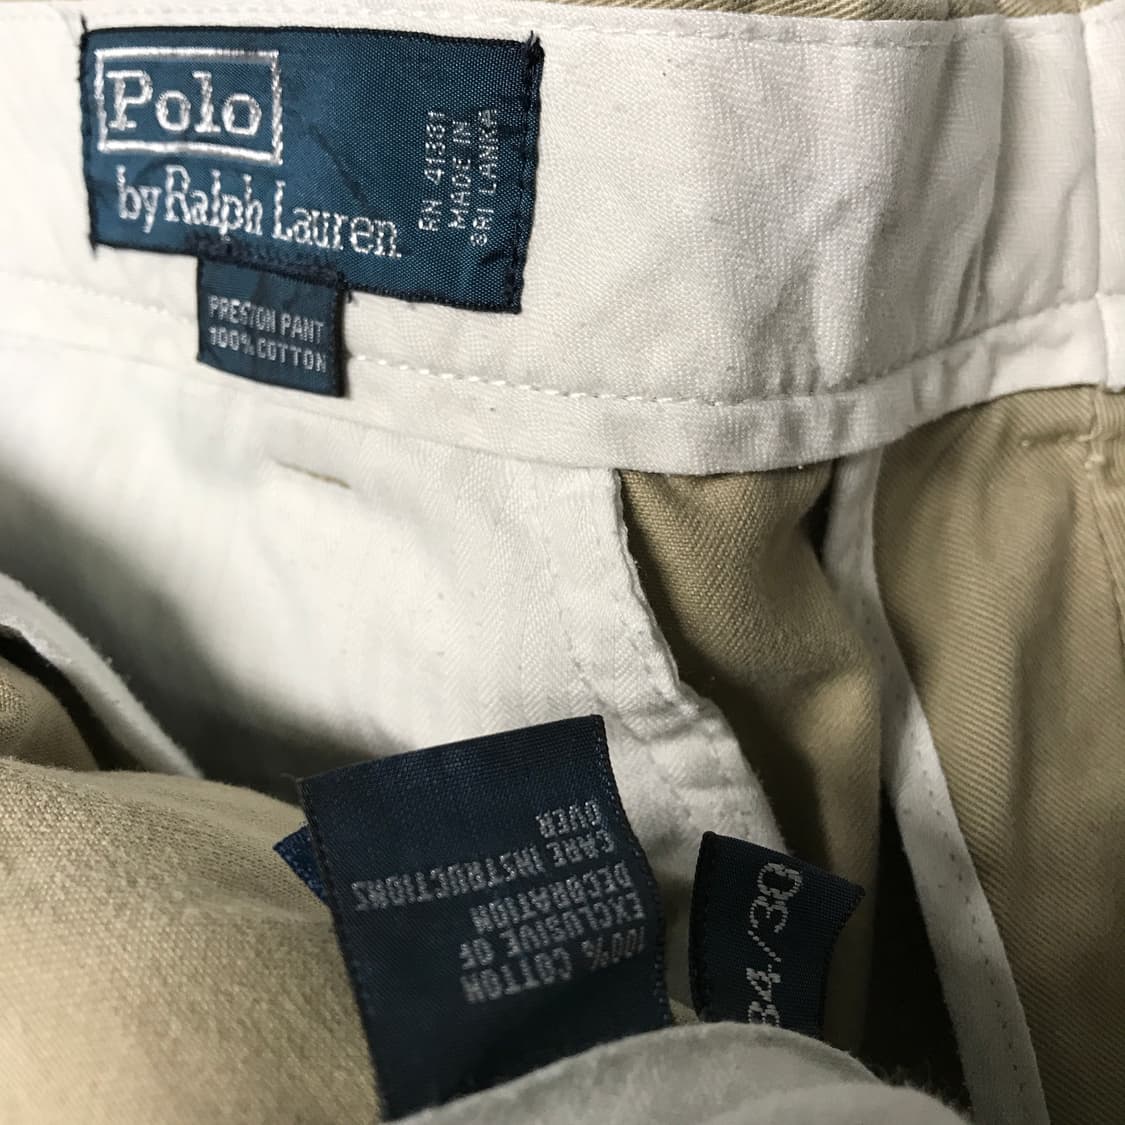 Polo
by Ralph Lauren
RN 41381
MADE IN
SRI LANKA
PRESTON PANT
100% COTTON
100% COTTON
EXCLUSIVE OF
DECORATION
CARE INSTRUCTIONS
OVER
34/30